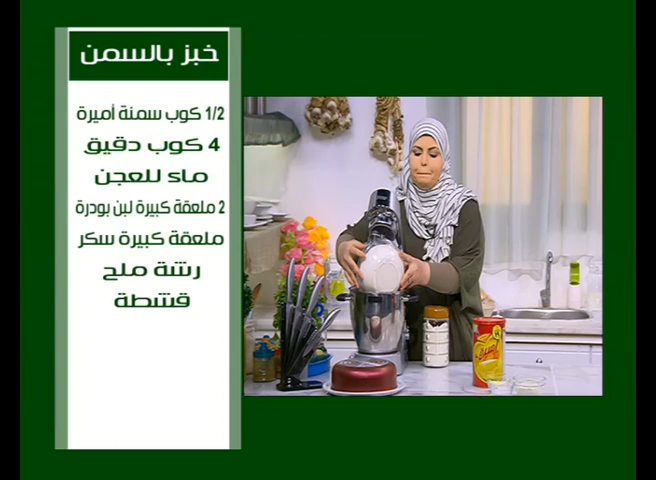 خبز بالسمن
1/2 كوب سمنة أميرة
4 كوب دقيق
ماء للعجن
2 ملعقة كبيرة لبن بودرة
ملعقة كبيرة سكر
رشة ملح
قشطة